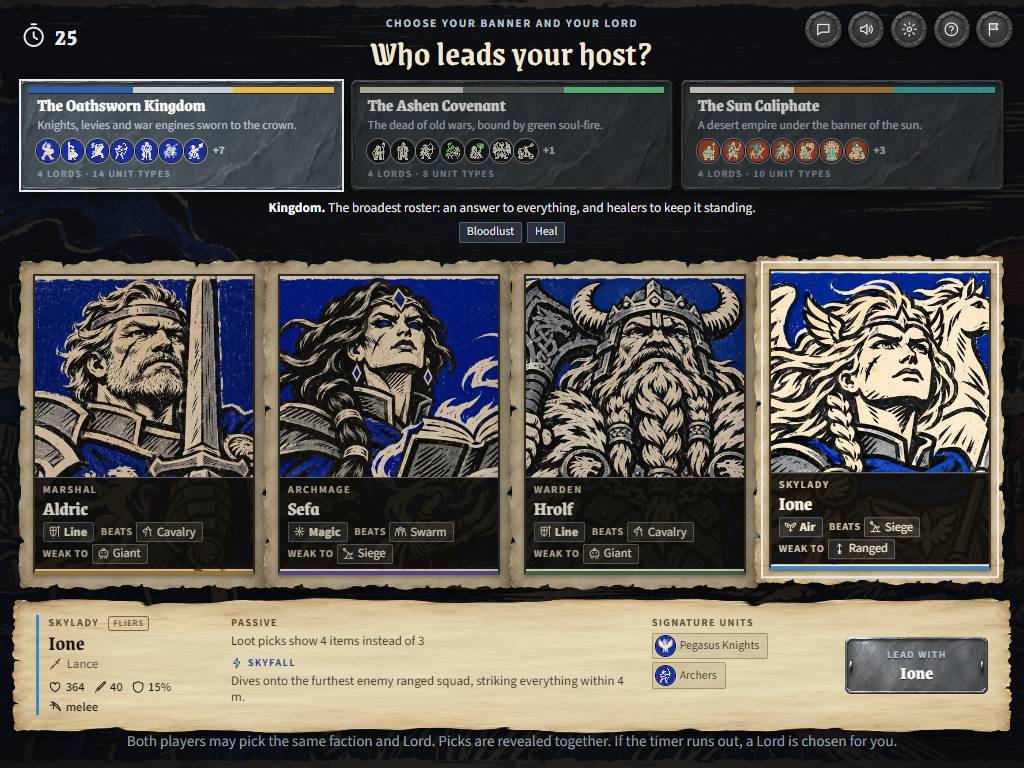 25
CHOOSE YOUR BANNER AND YOUR LORD
Who leads your host?
The Oathsworn Kingdom
Knights, levies and war engines sworn to the crown.
+7
4 LORDS · 14 UNIT TYPES
The Ashen Covenant
The dead of old wars, bound by green soul-fire.
+1
4 LORDS · 8 UNIT TYPES
The Sun Caliphate
A desert empire under the banner of the sun.
+3
4 LORDS · 10 UNIT TYPES
Kingdom. The broadest roster: an answer to everything, and healers to keep it standing.
Bloodlust Heal
MARSHAL
Aldric
Line BEATS Cavalry
WEAK TO Giant
ARCHMAGE
Sefa
Magic BEATS Swarm
WEAK TO Siege
WARDEN
Hrolf
Line BEATS Cavalry
WEAK TO Giant
SKYLADY
Ione
Air BEATS Siege
WEAK TO Ranged
SKYLADY FLIERS
Ione
Lance
364 40 15%
melee
PASSIVE
Loot picks show 4 items instead of 3
SKYFALL
Dives onto the furthest enemy ranged squad, striking everything within 4
m.
SIGNATURE UNITS
Pegasus Knights
Archers
LEAD WITH
Ione
Both players may pick the same faction and Lord. Picks are revealed together. If the timer runs out, a Lord is chosen for you.